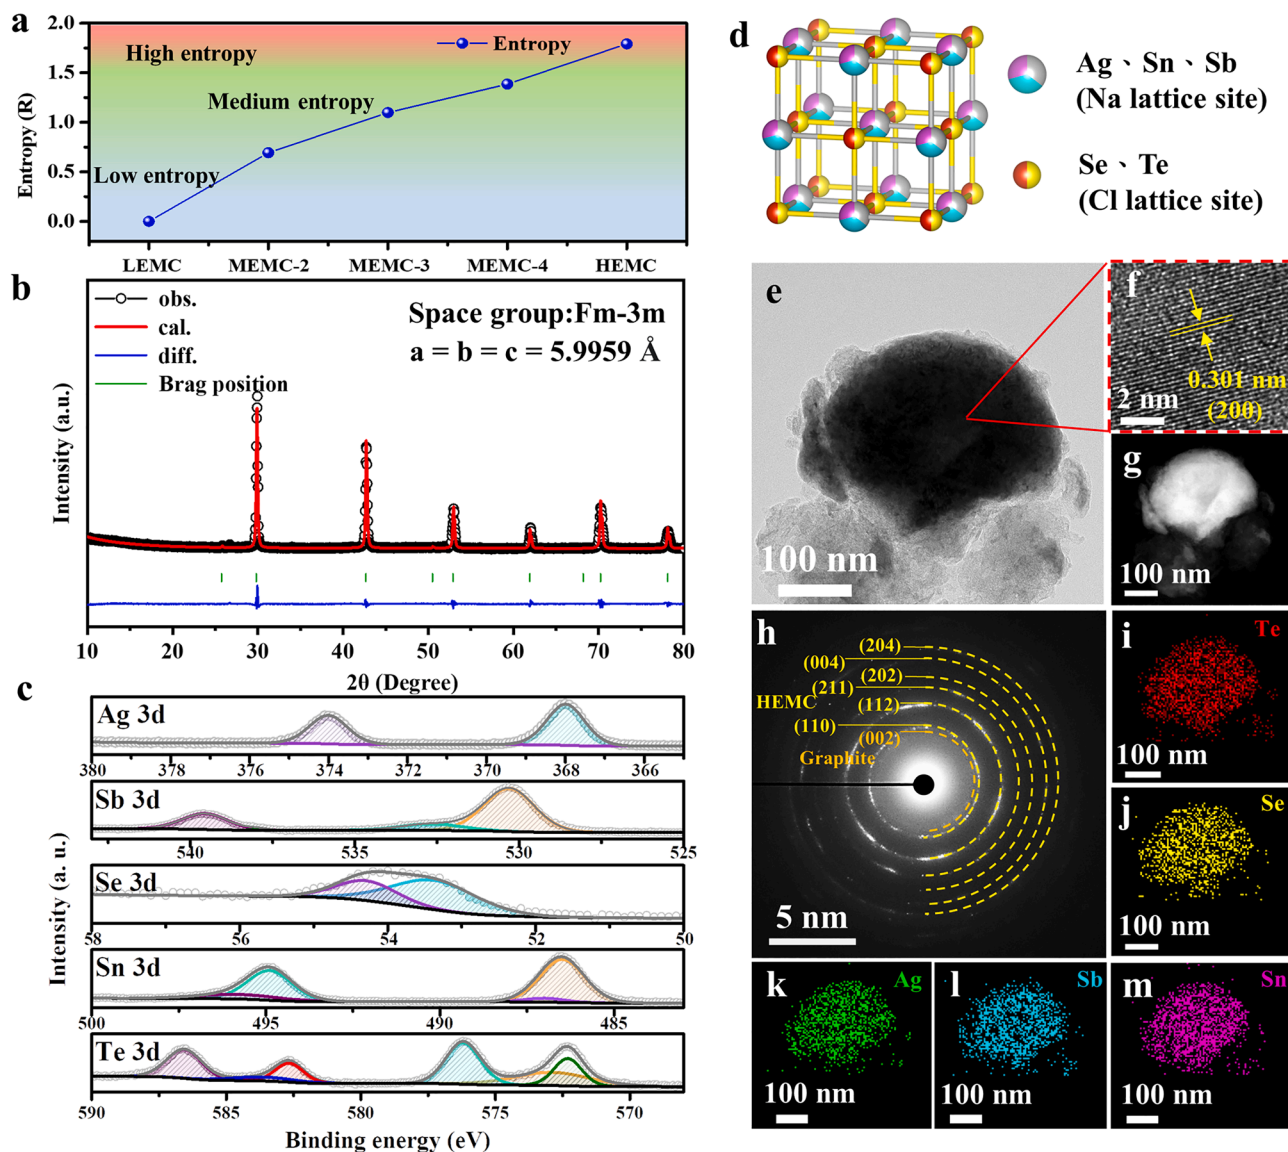 a
2.0
1.5
1.0
0.5
0.0
Entropy (R)
High entropy
Entropy
Medium entropy
Low entropy
LEMC
MEMC-2
MEMC-3
MEMC-4
HEMC
b
obs.
cal.
diff.
Brag position
Space group:Fm-3m
a = b = c = 5.9959 Å
Intensity (a.u.)
10 20 30 40 50 60 70 80
2θ (Degree)
c
Ag 3d
380 378 376 374 372 370 368 366
Sb 3d
540 535 530 525
Se 3d
58 56 54 52 50
Sn 3d
500 495 490 485
Te 3d
590 585 580 575 570
Intensity (a. u.)
Binding energy (eV)
d
Ag、Sn、Sb
(Na lattice site)
Se、Te
(Cl lattice site)
e
100 nm
f
0.301 nm
(200)
2 nm
g
100 nm
h
(204)
(004)
(202)
(211)
HEMC
(112)
(110)
(002)
Graphite
5 nm
i
Te
100 nm
j
Se
100 nm
k
Ag
100 nm
l
Sb
100 nm
m
Sn
100 nm